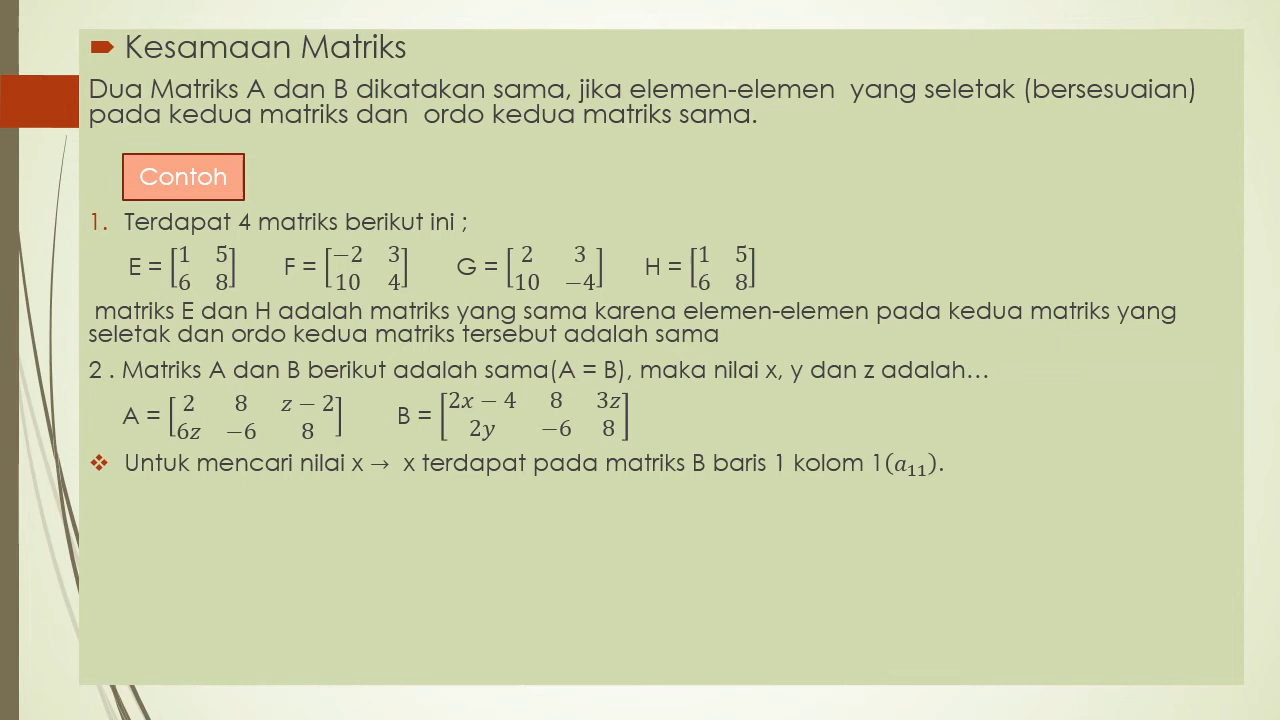 Kesamaan Matriks
Dua Matriks A dan B dikatakan sama, jika elemen-elemen yang seletak (bersesuaian)
pada kedua matriks dan ordo kedua matriks sama.
Contoh
1. Terdapat 4 matriks berikut ini ;
E = [1 5 6 8] F = [−2 3 10 4] G = [2 3 10 −4] H = [1 5 6 8]
matriks E dan H adalah matriks yang sama karena elemen-elemen pada kedua matriks yang
seletak dan ordo kedua matriks tersebut adalah sama
2 . Matriks A dan B berikut adalah sama(A = B), maka nilai x, y dan z adalah…
A = [2 8 z − 2 6z −6 8] B = [2x − 4 8 3z 2y −6 8]
Untuk mencari nilai x → x terdapat pada matriks B baris 1 kolom 1(a₁₁).